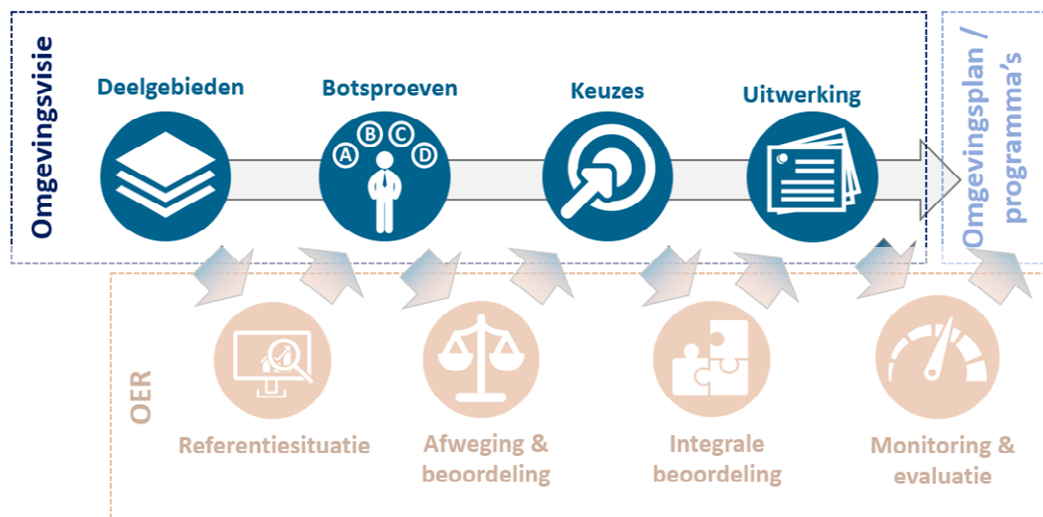 Omgevingsvisie
Deelgebieden
Botsproeven
Keuzes
Uitwerking
A
B
C
D
Omgevingsplan /
programma's
OER
Referentiesituatie
Afweging &
beoordeling
Integrale
beoordeling
Monitoring &
evaluatie